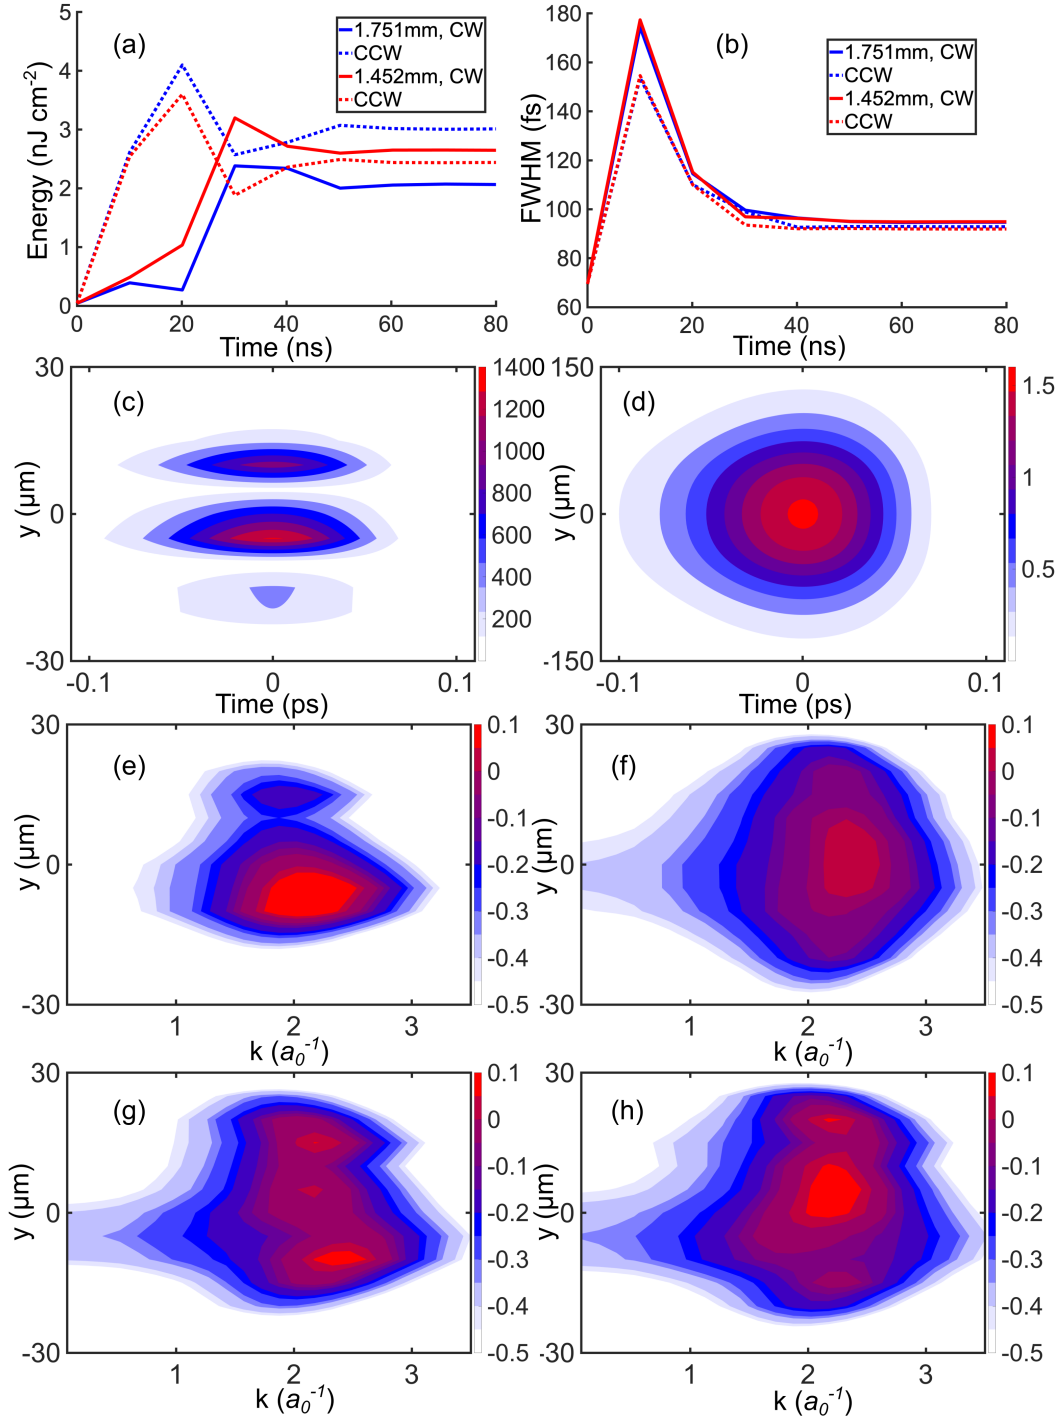 (a)
5
4
3
2
1
0
Energy (nJ cm-2)
1.751mm, CW
CCW
1.452mm, CW
CCW
0 20 40 60 80
Time (ns)
(b)
180
160
140
120
100
80
60
FWHM (fs)
1.751mm, CW
CCW
1.452mm, CW
CCW
0 20 40 60 80
Time (ns)
(c)
30
0
-30
y (µm)
-0.1 0 0.1
Time (ps)
1400
1200
1000
800
600
400
200
(d)
150
0
-150
y (µm)
-0.1 0 0.1
Time (ps)
1.5
1
0.5
(e)
30
0
-30
y (µm)
1 2 3
k (a0-1)
0.1
0
-0.1
-0.2
-0.3
-0.4
-0.5
(f)
30
0
-30
y (µm)
1 2 3
k (a0-1)
0.1
0
-0.1
-0.2
-0.3
-0.4
-0.5
(g)
30
0
-30
y (µm)
1 2 3
k (a0-1)
0.1
0
-0.1
-0.2
-0.3
-0.4
-0.5
(h)
30
0
-30
y (µm)
1 2 3
k (a0-1)
0.1
0
-0.1
-0.2
-0.3
-0.4
-0.5